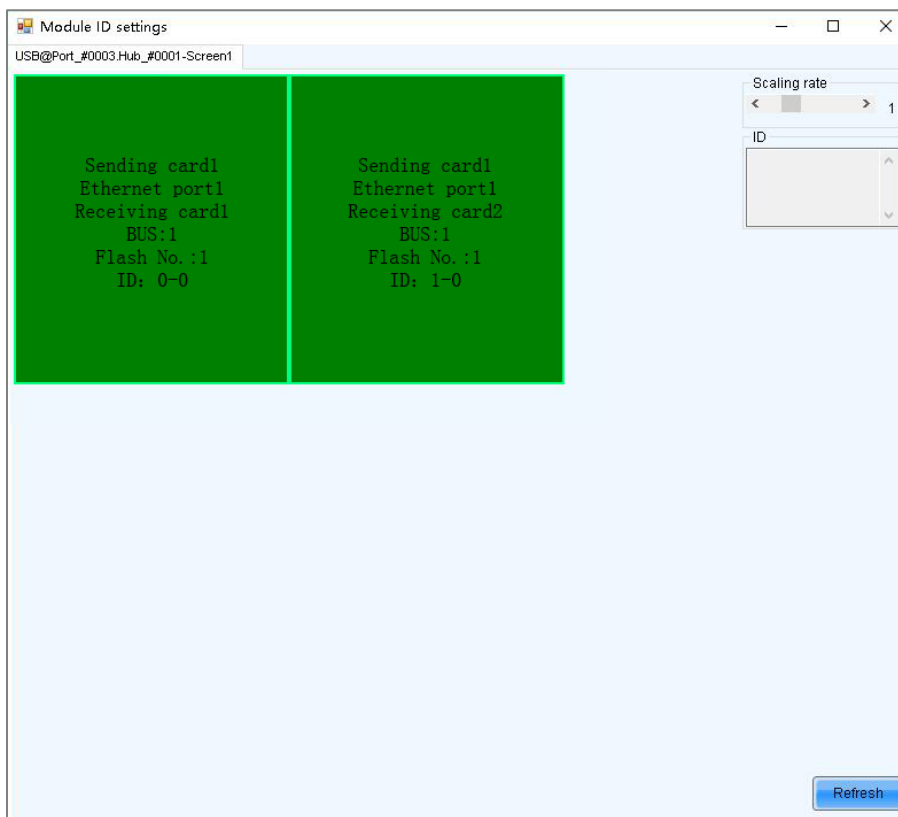 Module ID settings
USB@Port_#0003.Hub_#0001-Screen1
Sending card1
Ethernet port1
Receiving card1
BUS:1
Flash No.:1
ID: 0-0
Sending card1
Ethernet port1
Receiving card2
BUS:1
Flash No.:1
ID: 1-0
Scaling rate
1
ID
Refresh